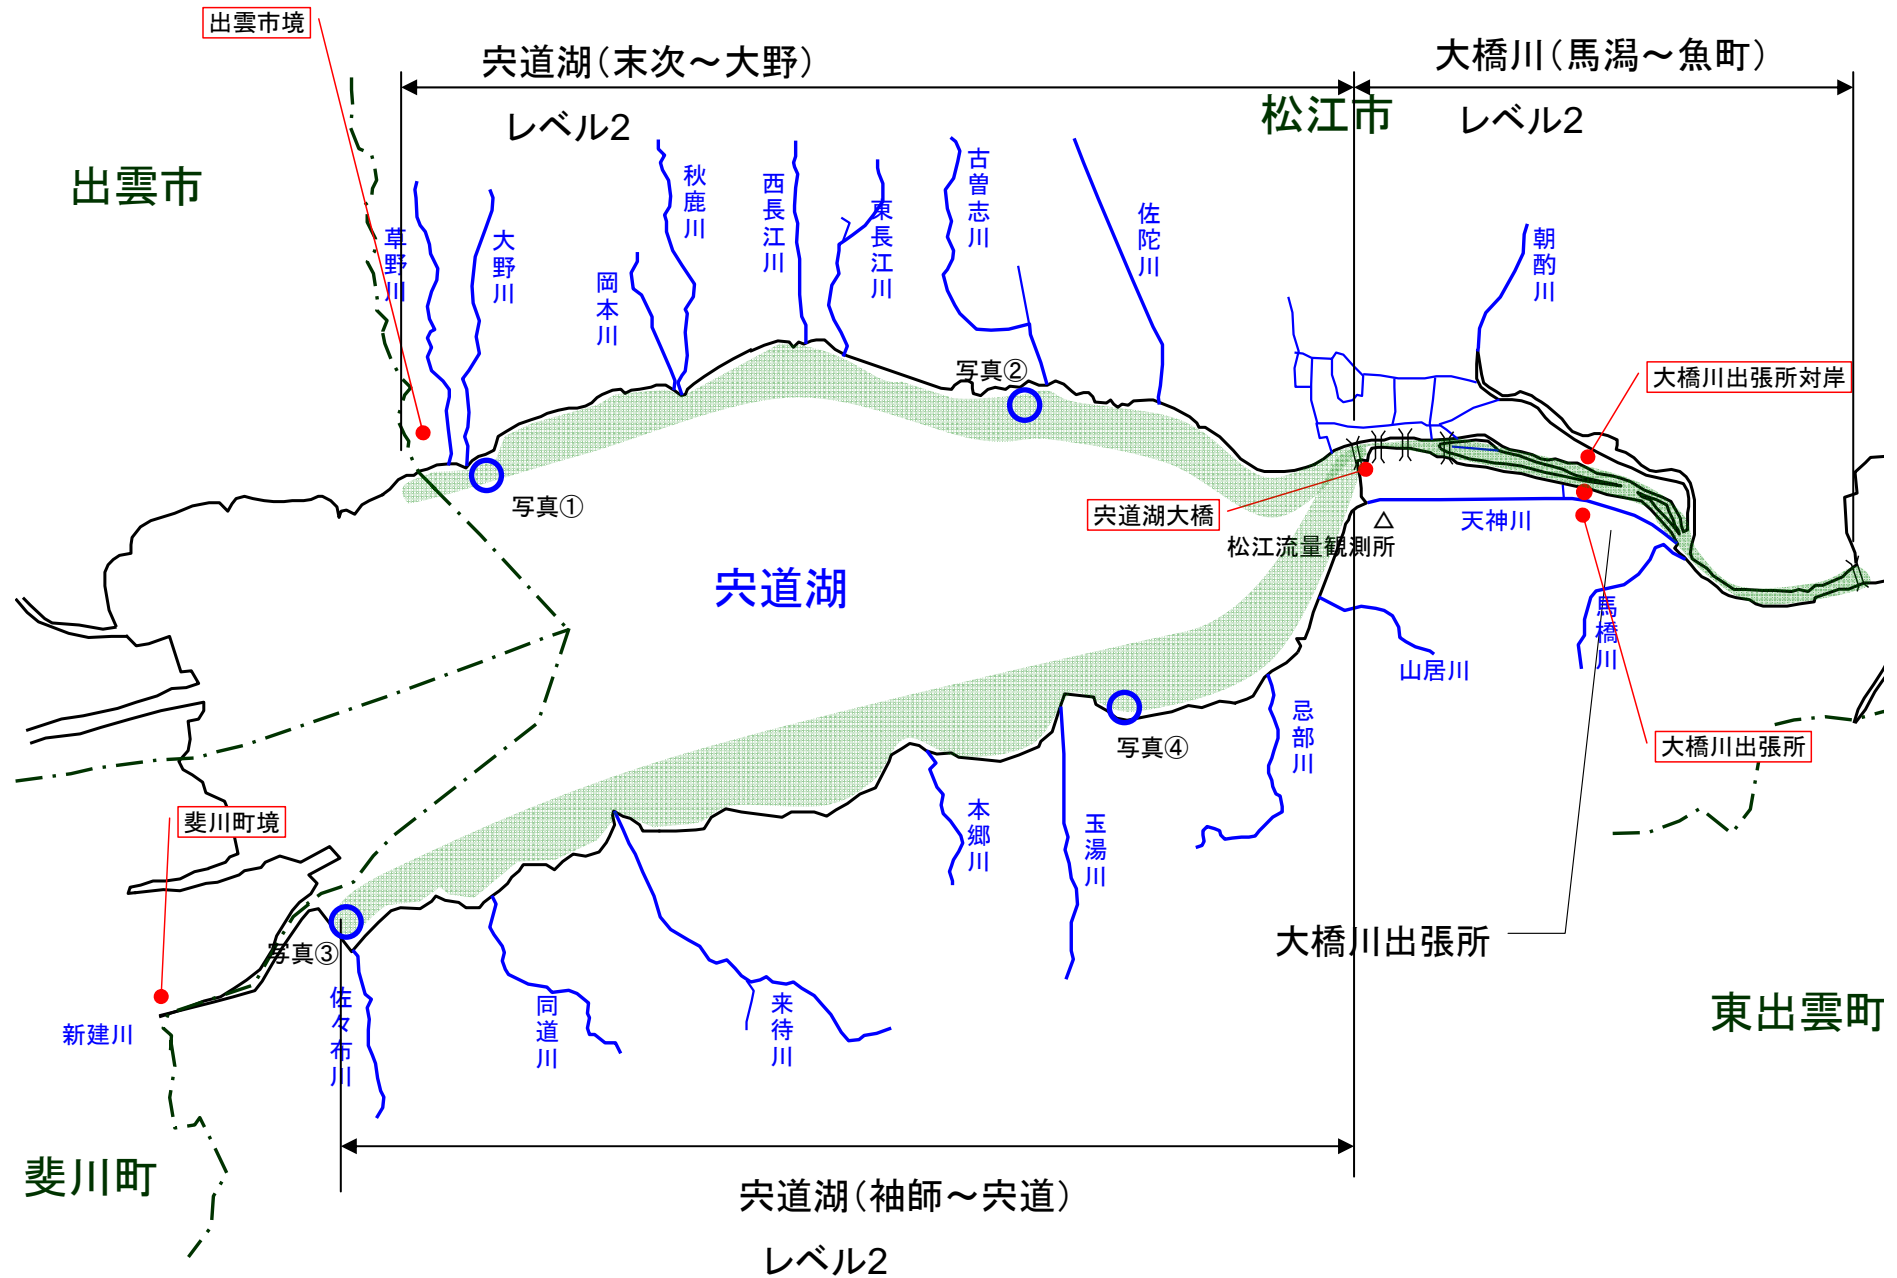 出雲市境
宍道湖(末次～大野)
レベル2
大橋川(馬潟～魚町)
レベル2
松江市
出雲市
草野川
大野川
岡本川
秋鹿川
西長江川
東長江川
古曽志川
佐陀川
朝酌川
写真①
写真②
大橋川出張所対岸
宍道湖大橋
松江流量観測所
天神川
宍道湖
馬橋川
山居川
忌部川
写真④
大橋川出張所
斐川町境
本郷川
玉湯川
大橋川出張所
写真③
新建川
佐々布川
同道川
来待川
東出雲町
斐川町
宍道湖(袖師～宍道)
レベル2